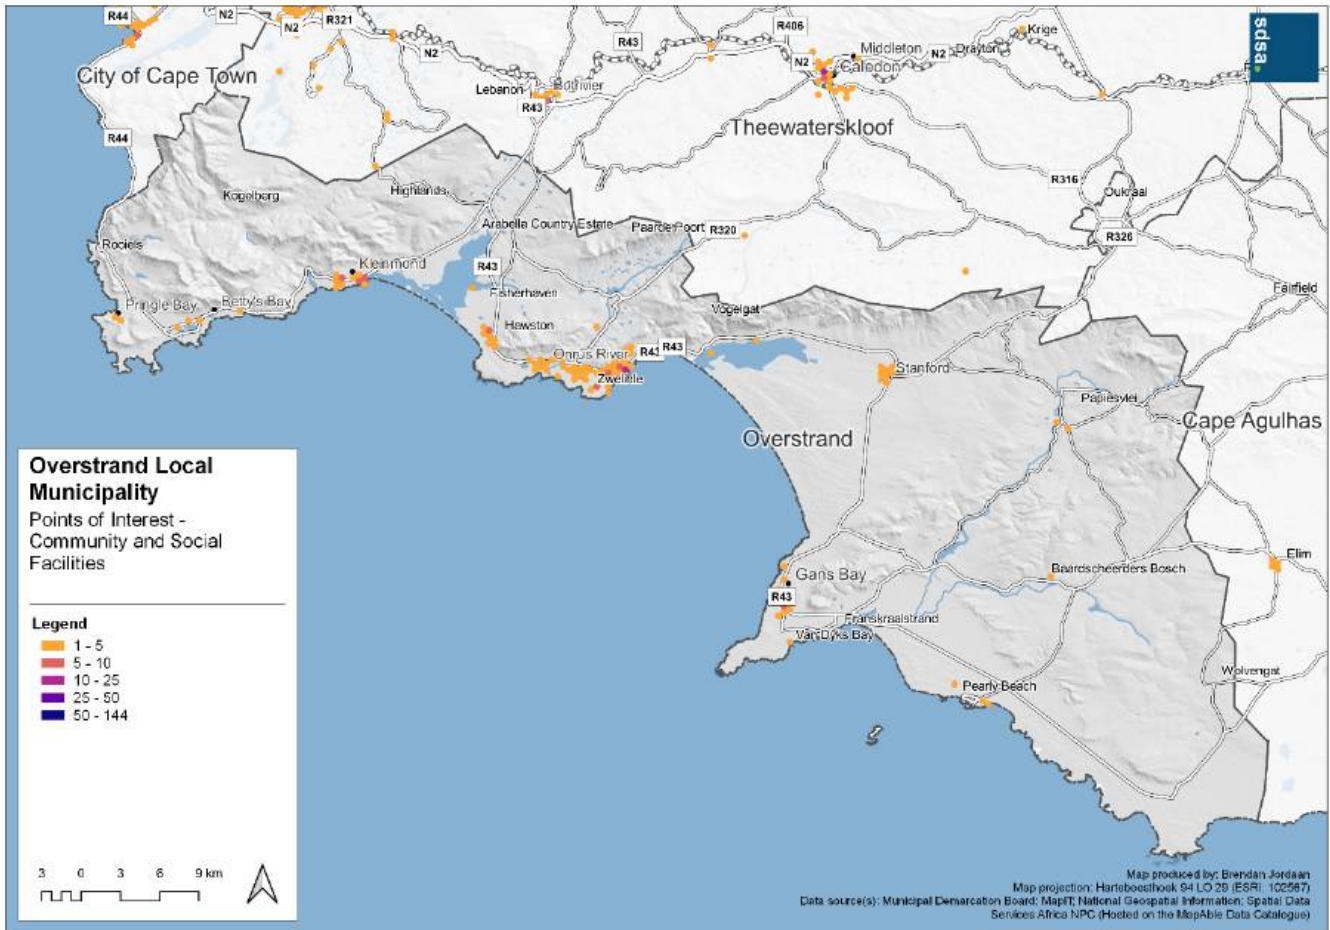 R44
N2
R321
N2
N2
R43
R406
N2
Middleton
N2
Drayton
Krige
sdsa
City of Cape Town
Lebanon
Botrivier
R43
Caledon
Theewaterskloof
R44
R316
Kogelberg
Highlands
Oukraal
Arabella Country Estate
Paarde Poort
R320
R326
Rooiels
Kleinmond
R43
Fisherhaven
Fairfield
Pringle Bay
Betty's Bay
Vogelgat
Hawston
Onrus River
R43
R43
Zwelihle
Stanford
Papiesvlei
Cape Agulhas
Overstrand
Overstrand Local
Municipality
Points of Interest -
Community and Social
Facilities
Legend
1 - 5
5 - 10
10 - 25
25 - 50
50 - 144
Elim
Baardscheerders Bosch
Gans Bay
R43
Franskraalstrand
Van Dyks Bay
Wolvengat
Pearly Beach
3 0 3 6 9 km
Map produced by: Brendan Jordaan
Map projection: Hartebeesthoek 94 LO 29 (ESRI: 102567)
Data source(s): Municipal Demarcation Board; MapIT; National Geospatial Information; Spatial Data
Services Africa NPC (Hosted on the MapAble Data Catalogue)